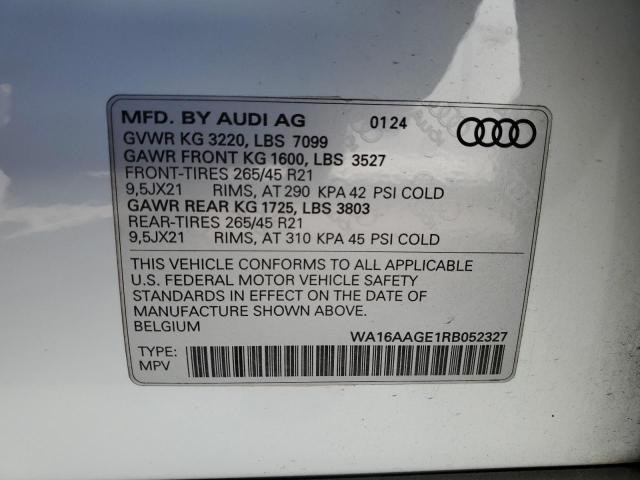 MFD. BY AUDI AG 0124
GVWR KG 3220, LBS 7099
GAWR FRONT KG 1600, LBS 3527
FRONT-TIRES 265/45 R21
9,5JX21 RIMS, AT 290 KPA 42 PSI COLD
GAWR REAR KG 1725, LBS 3803
REAR-TIRES 265/45 R21
9,5JX21 RIMS, AT 310 KPA 45 PSI COLD
THIS VEHICLE CONFORMS TO ALL APPLICABLE
U.S. FEDERAL MOTOR VEHICLE SAFETY
STANDARDS IN EFFECT ON THE DATE OF
MANUFACTURE SHOWN ABOVE.
BELGIUM WA16AAGE1RB052327
TYPE:
MPV